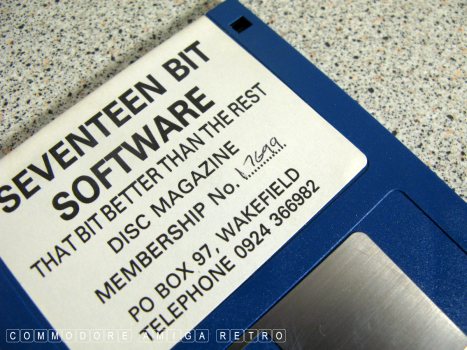 SEVENTEEN BIT
SOFTWARE
THAT BIT BETTER THAN THE REST
DISC MAGAZINE
MEMBERSHIP No. 7699
PO BOX 97, WAKEFIELD
TELEPHONE 0924 366982
COMMODORE AMIGA RETRO